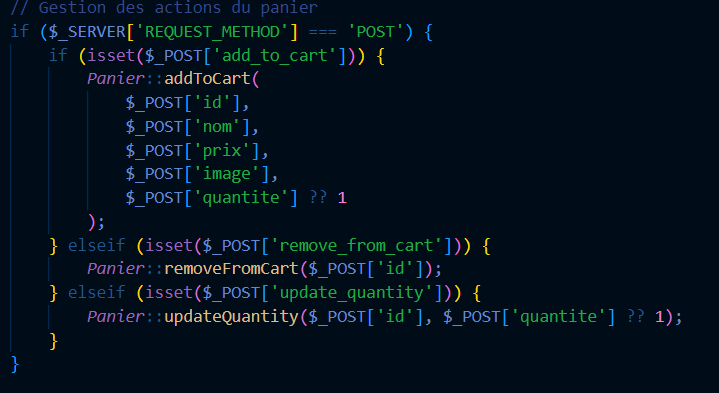 // Gestion des actions du panier
if ($_SERVER['REQUEST_METHOD'] === 'POST') {
    if (isset($_POST['add_to_cart'])) {
        Panier::addToCart(
            $_POST['id'],
            $_POST['nom'],
            $_POST['prix'],
            $_POST['image'],
            $_POST['quantite'] ?? 1
        );
    } elseif (isset($_POST['remove_from_cart'])) {
        Panier::removeFromCart($_POST['id']);
    } elseif (isset($_POST['update_quantity'])) {
        Panier::updateQuantity($_POST['id'], $_POST['quantite'] ?? 1);
    }
}